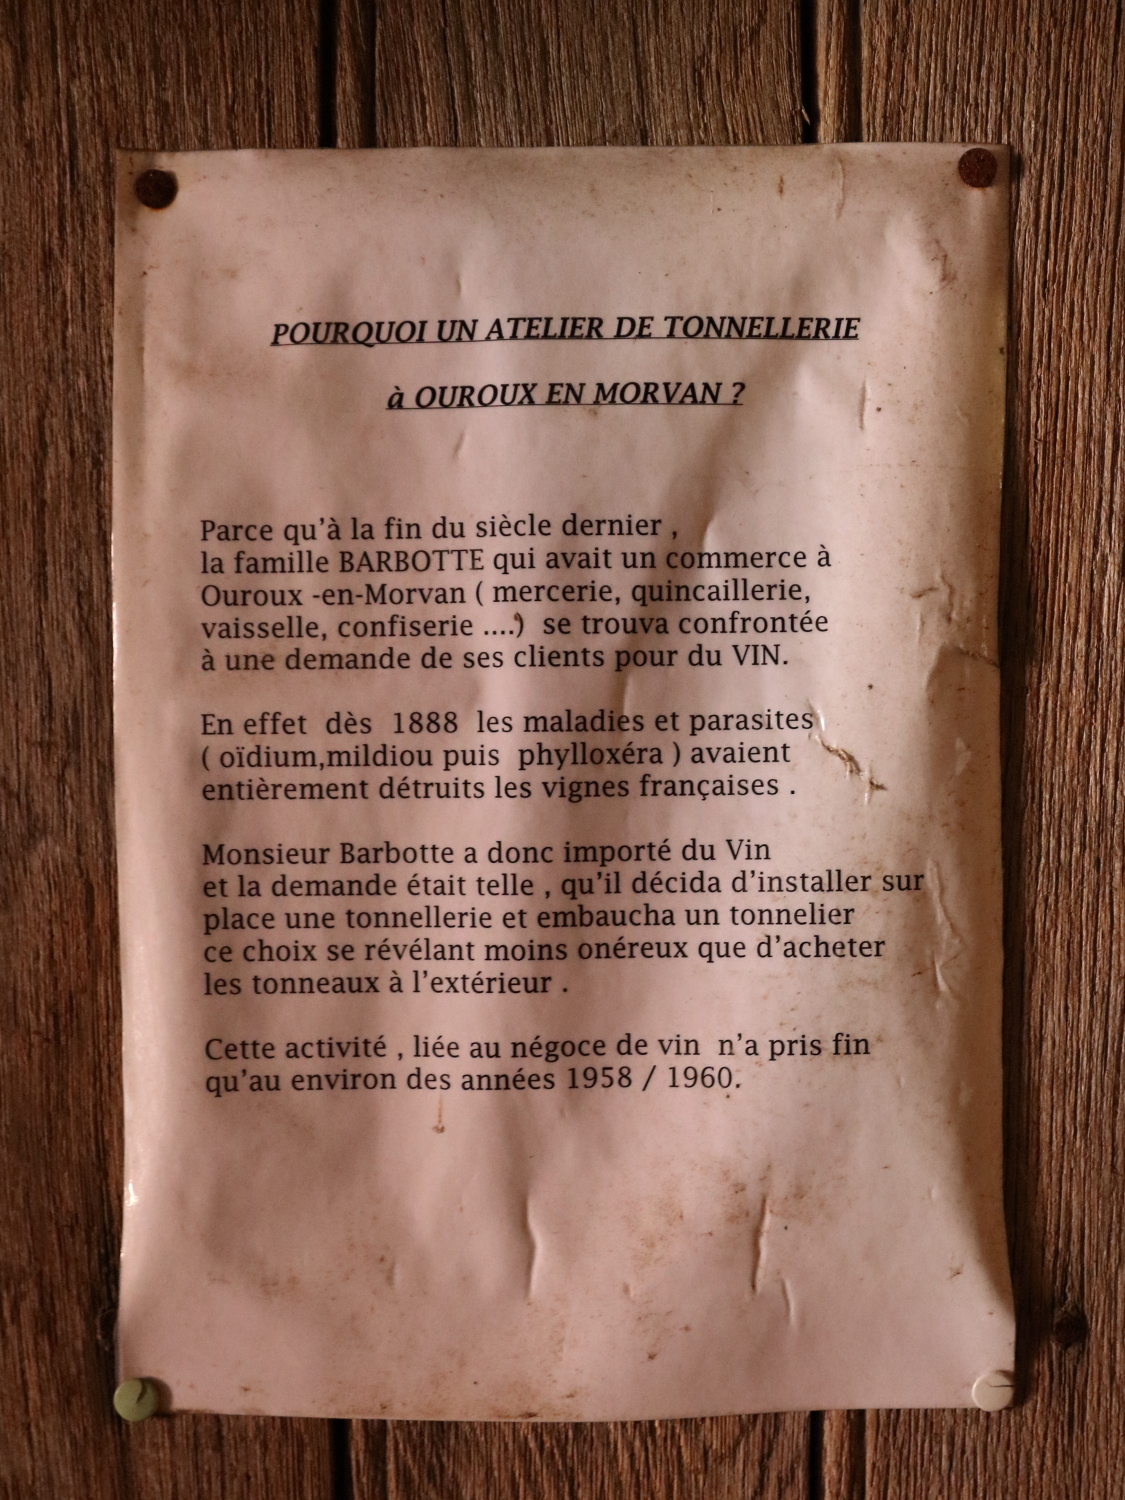 POURQUOI UN ATELIER DE TONNELLERIE
à OUROUX EN MORVAN ?
Parce qu'à la fin du siècle dernier ,
la famille BARBOTTE qui avait un commerce à
Ouroux -en-Morvan ( mercerie, quincaillerie,
vaisselle, confiserie ....)  se trouva confrontée
à une demande de ses clients pour du VIN.
En effet  dès  1888  les maladies et parasites
( oïdium,mildiou puis  phylloxéra ) avaient
entièrement détruits les vignes françaises .
Monsieur Barbotte a donc importé du Vin
et la demande était telle , qu'il décida d'installer sur
place une tonnellerie et embaucha un tonnelier
ce choix se révélant moins onéreux que d'acheter
les tonneaux à l'extérieur .
Cette activité , liée au négoce de vin  n'a pris fin
qu'au environ des années 1958 / 1960.